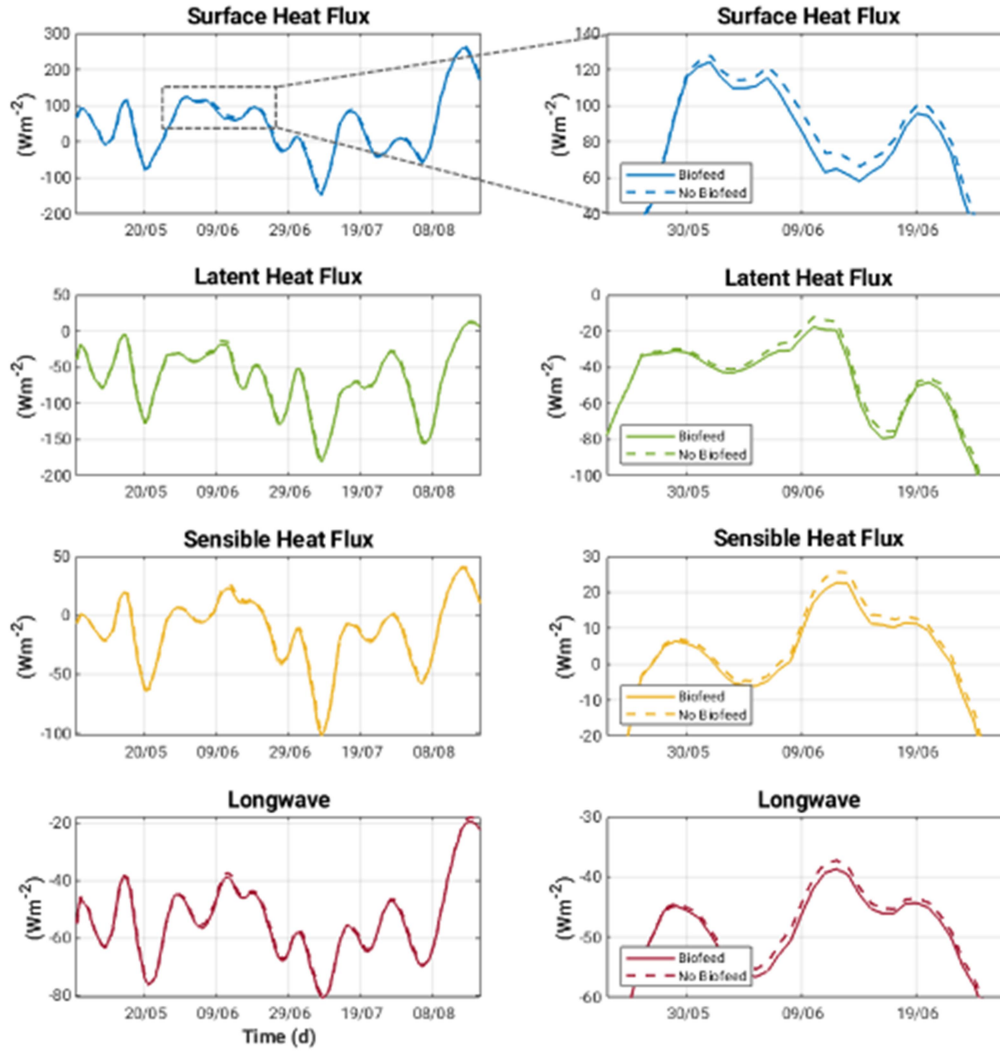 Surface Heat Flux
(Wm-2)
300
200
100
0
-100
-200
20/05 09/06 29/06 19/07 08/08
Surface Heat Flux
(Wm-2)
140
120
100
80
60
40
Biofeed
No Biofeed
30/05 09/06 19/06
Latent Heat Flux
(Wm-2)
50
0
-50
-100
-150
-200
20/05 09/06 29/06 19/07 08/08
Latent Heat Flux
(Wm-2)
0
-20
-40
-60
-80
-100
Biofeed
No Biofeed
30/05 09/06 19/06
Sensible Heat Flux
(Wm-2)
50
0
-50
-100
20/05 09/06 29/06 19/07 08/08
Sensible Heat Flux
(Wm-2)
30
20
10
0
-10
-20
Biofeed
No Biofeed
30/05 09/06 19/06
Longwave
(Wm-2)
-20
-40
-60
-80
20/05 09/06 29/06 19/07 08/08
Time (d)
Longwave
(Wm-2)
-30
-40
-50
-60
Biofeed
No Biofeed
30/05 09/06 19/06